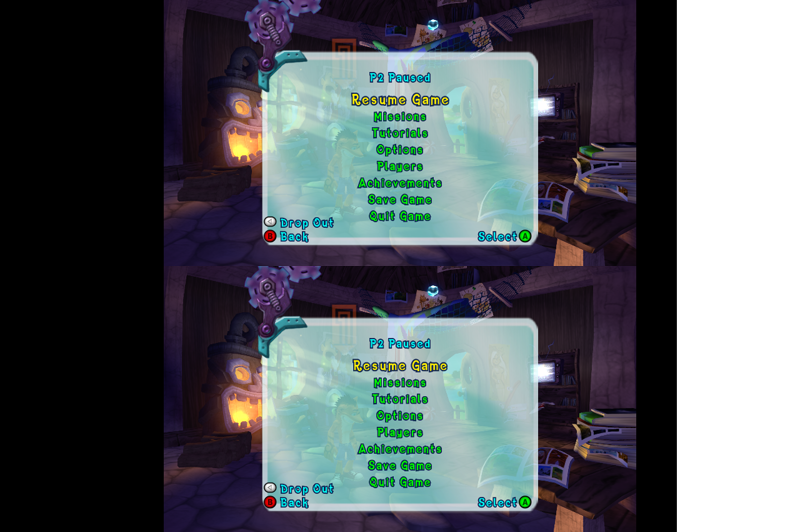 P2 Paused
Resume Game
Missions
Tutorials
Options
Players
Achievements
Save Game
Quit Game
< Drop Out
B Back
Select A
P2 Paused
Resume Game
Missions
Tutorials
Options
Players
Achievements
Save Game
Quit Game
< Drop Out
B Back
Select A